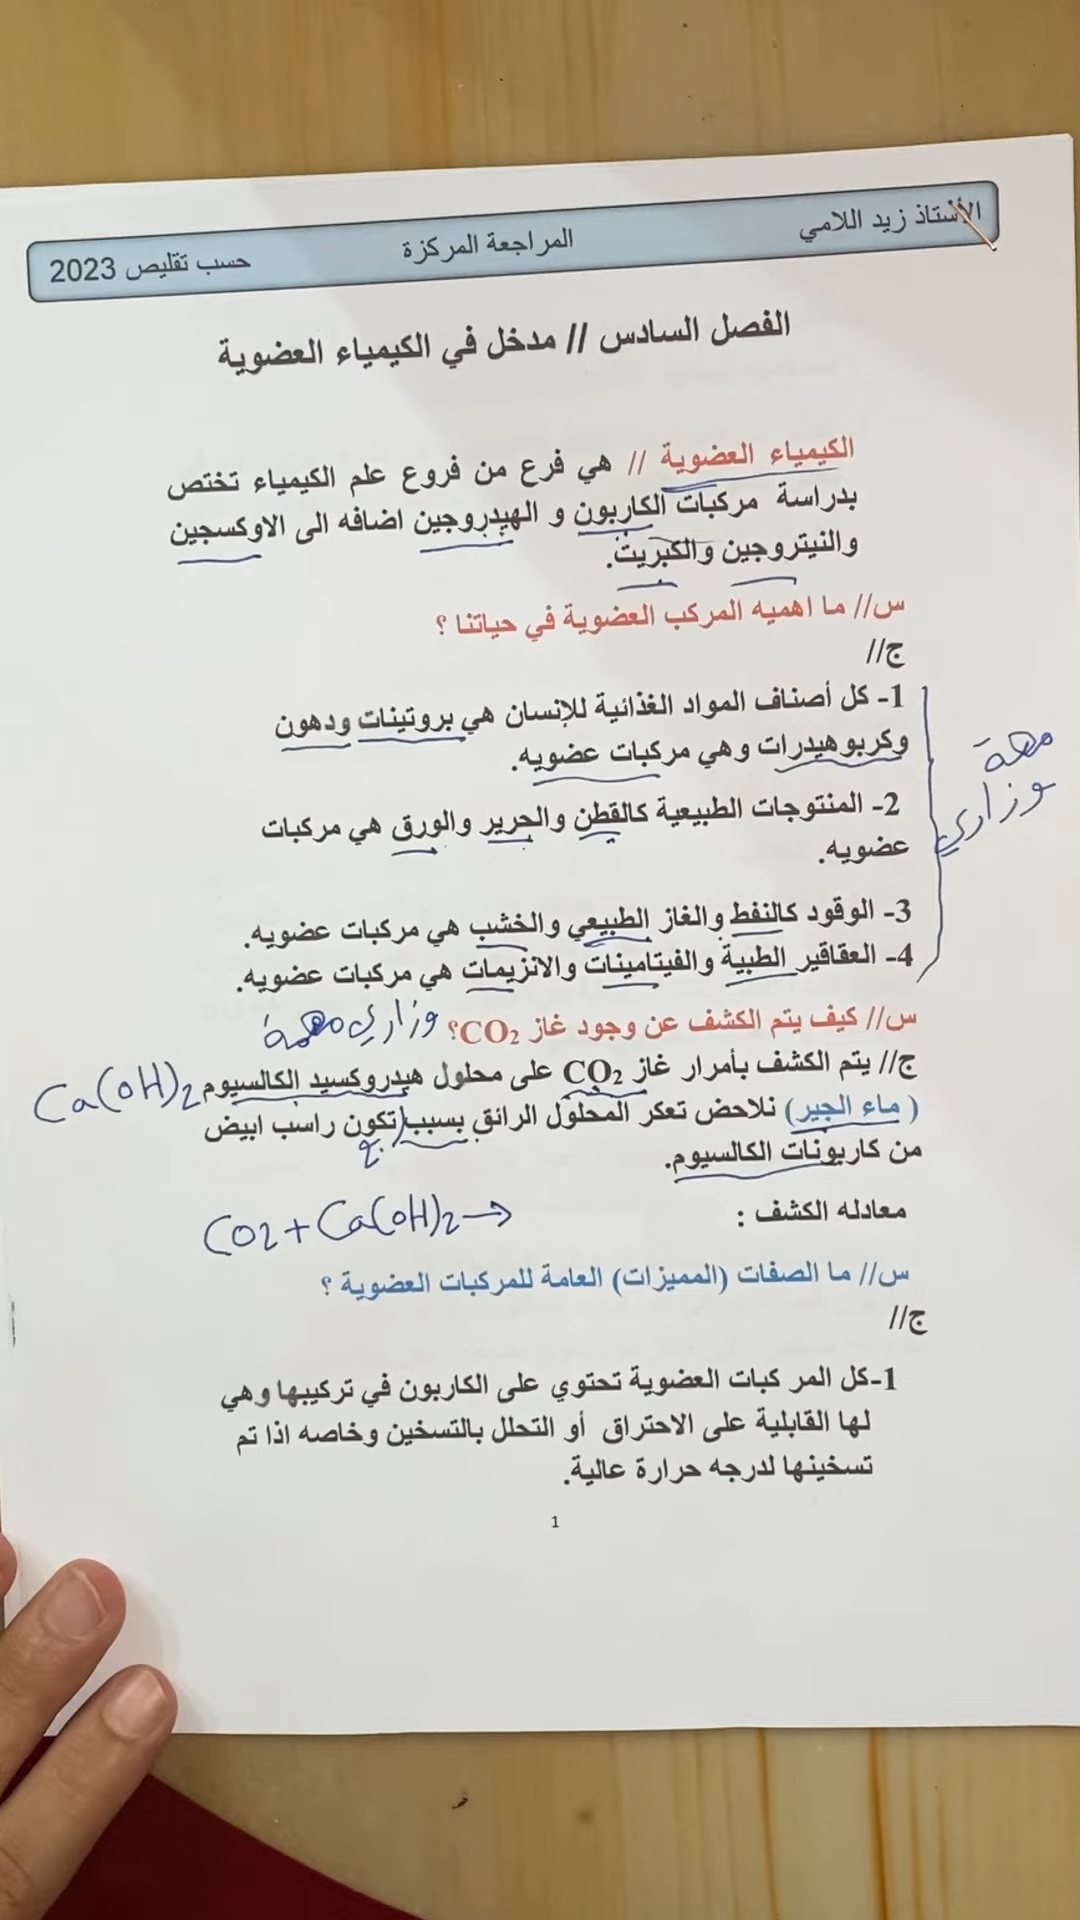 الأستاذ زيد اللامي المراجعة المركزة حسب تقليص 2023
الفصل السادس // مدخل في الكيمياء العضوية
الكيمياء العضوية // هي فرع من فروع علم الكيمياء تختص
بدراسة مركبات الكاربون و الهيدروجين اضافه الى الاوكسجين
والنيتروجين والكبريت.
س// ما اهميه المركب العضوية في حياتنا ؟
ج//
1- كل أصناف المواد الغذائية للإنسان هي بروتينات ودهون
وكربوهيدرات وهي مركبات عضويه.
مهمة
وزاري
2- المنتوجات الطبيعية كالقطن والحرير والورق هي مركبات
عضويه.
3- الوقود كالنفط والغاز الطبيعي والخشب هي مركبات عضويه.
4- العقاقير الطبية والفيتامينات والانزيمات هي مركبات عضويه.
س// كيف يتم الكشف عن وجود غاز CO₂؟ وزاري مهمة
ج// يتم الكشف بأمرار غاز CO₂ على محلول هيدروكسيد الكالسيوم Ca(OH)2
( ماء الجير) نلاحض تعكر المحلول الرائق بسبب تكون راسب ابيض
من كاربونات الكالسيوم.
معادله الكشف : CO2 + Ca(OH)2 →
س// ما الصفات (المميزات) العامة للمركبات العضوية ؟
ج//
1-كل المر كبات العضوية تحتوي على الكاربون في تركيبها وهي
لها القابلية على الاحتراق أو التحلل بالتسخين وخاصه اذا تم
تسخينها لدرجه حرارة عالية.
1